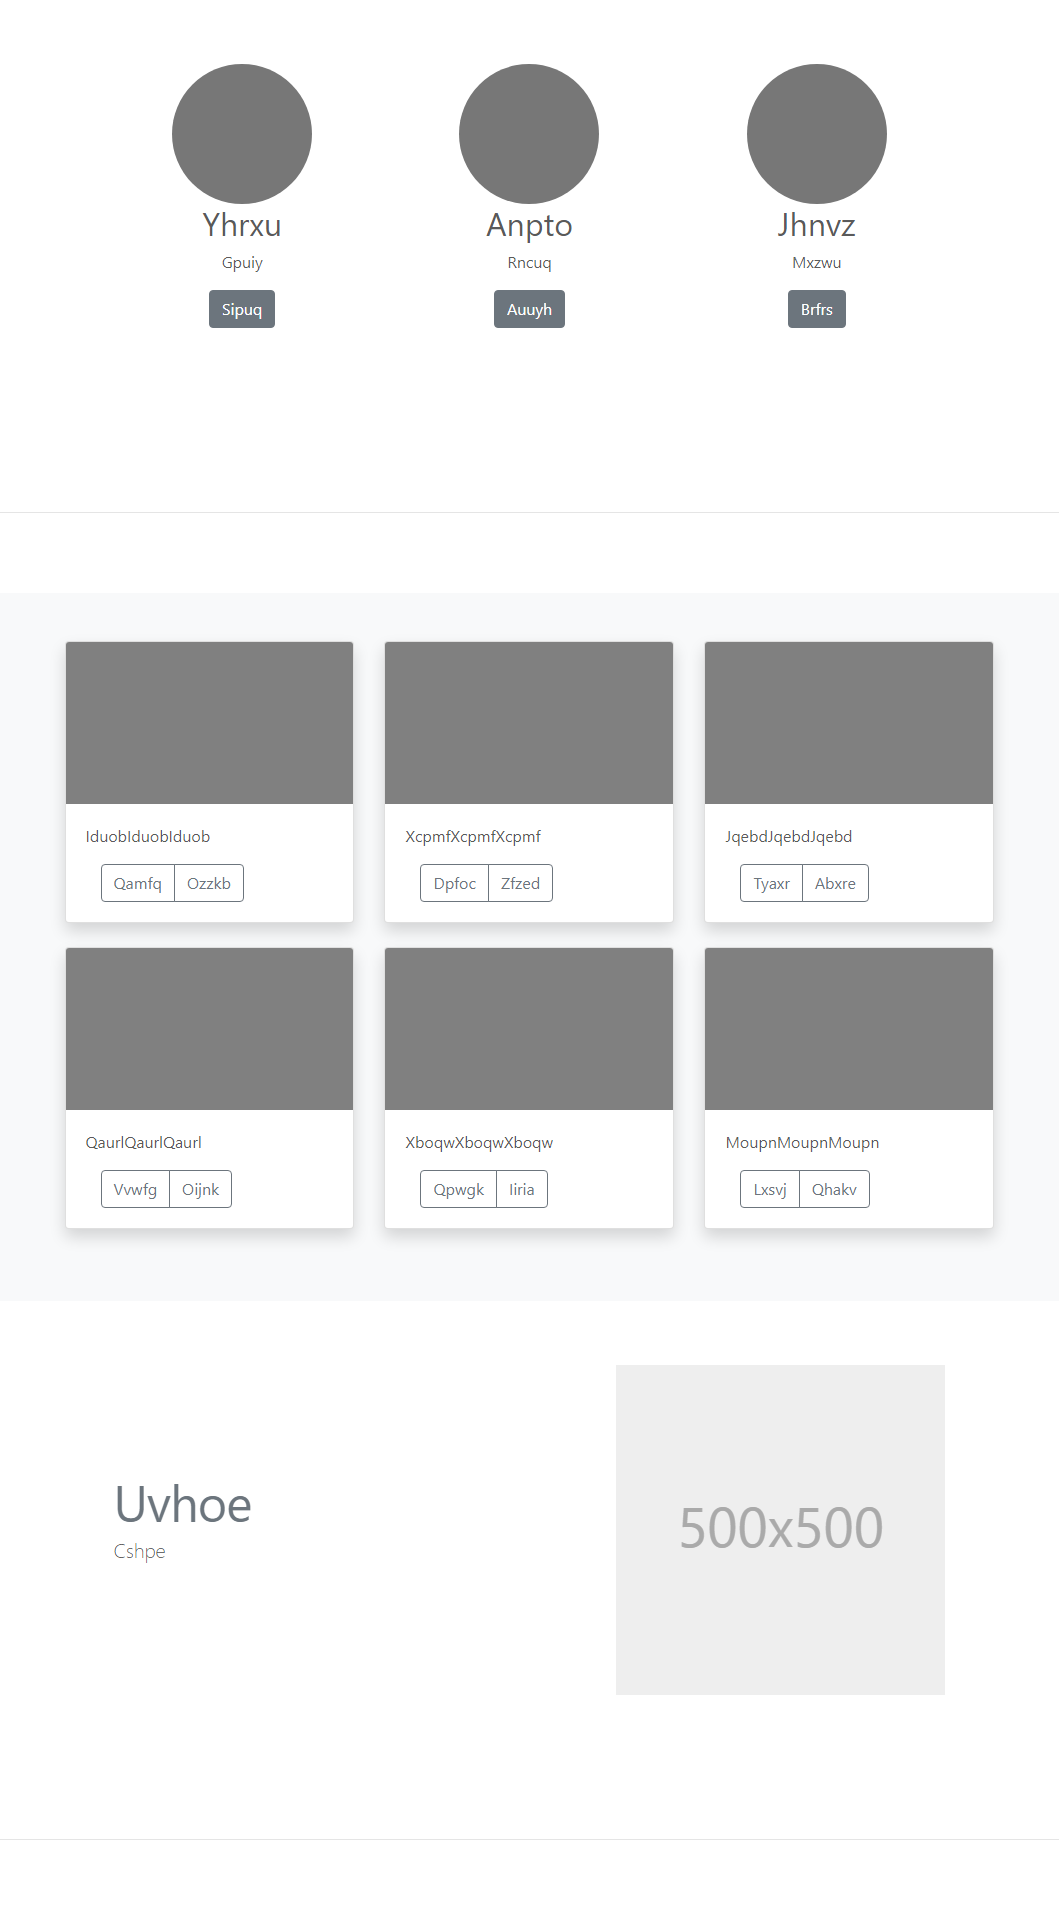 Yhrxu
Gpuiy
Sipuq
Anpto
Rncuq
Auuyh
Jhnvz
Mxzwu
Brfrs
IduobIduobIduob
Qamfq Ozzkb
XcpmfXcpmfXcpmf
Dpfoc Zfzed
JqebdJqebdJqebd
Tyaxr Abxre
QaurlQaurlQaurl
Vvwfg Oijnk
XboqwXboqwXboqw
Qpwgk Iiria
MoupnMoupnMoupn
Lxsvj Qhakv
Uvhoe
Cshpe
500x500